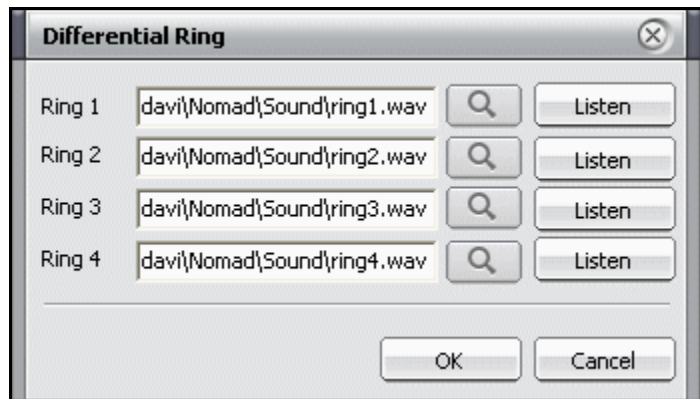 Differential Ring
Ring 1 davi\Nomad\Sound\ring1.wav Listen
Ring 2 davi\Nomad\Sound\ring2.wav Listen
Ring 3 davi\Nomad\Sound\ring3.wav Listen
Ring 4 davi\Nomad\Sound\ring4.wav Listen
OK Cancel